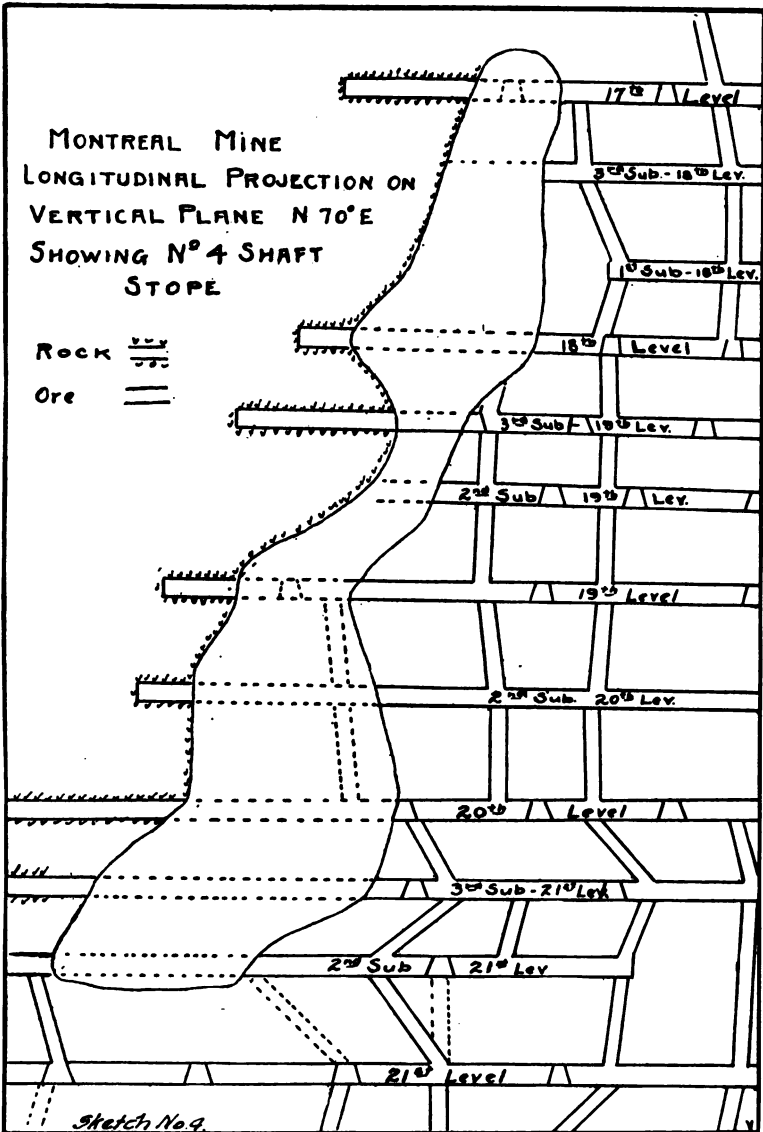 17th Level
MONTREAL MINE
LONGITUDINAL PROJECTION ON
VERTICAL PLANE N 70° E
SHOWING No 4 SHAFT
STOPE
3rd Sub. - 18th Lev.
1st Sub - 18th Lev.
Rock
Ore
18th Level
3rd Sub - 19th Lev.
2nd Sub 19th Lev.
19th Level
2nd Sub. 20th Lev.
20th Level
3rd Sub - 21st Lev.
2nd Sub 21st Lev
21st Level
Sketch No. 9.